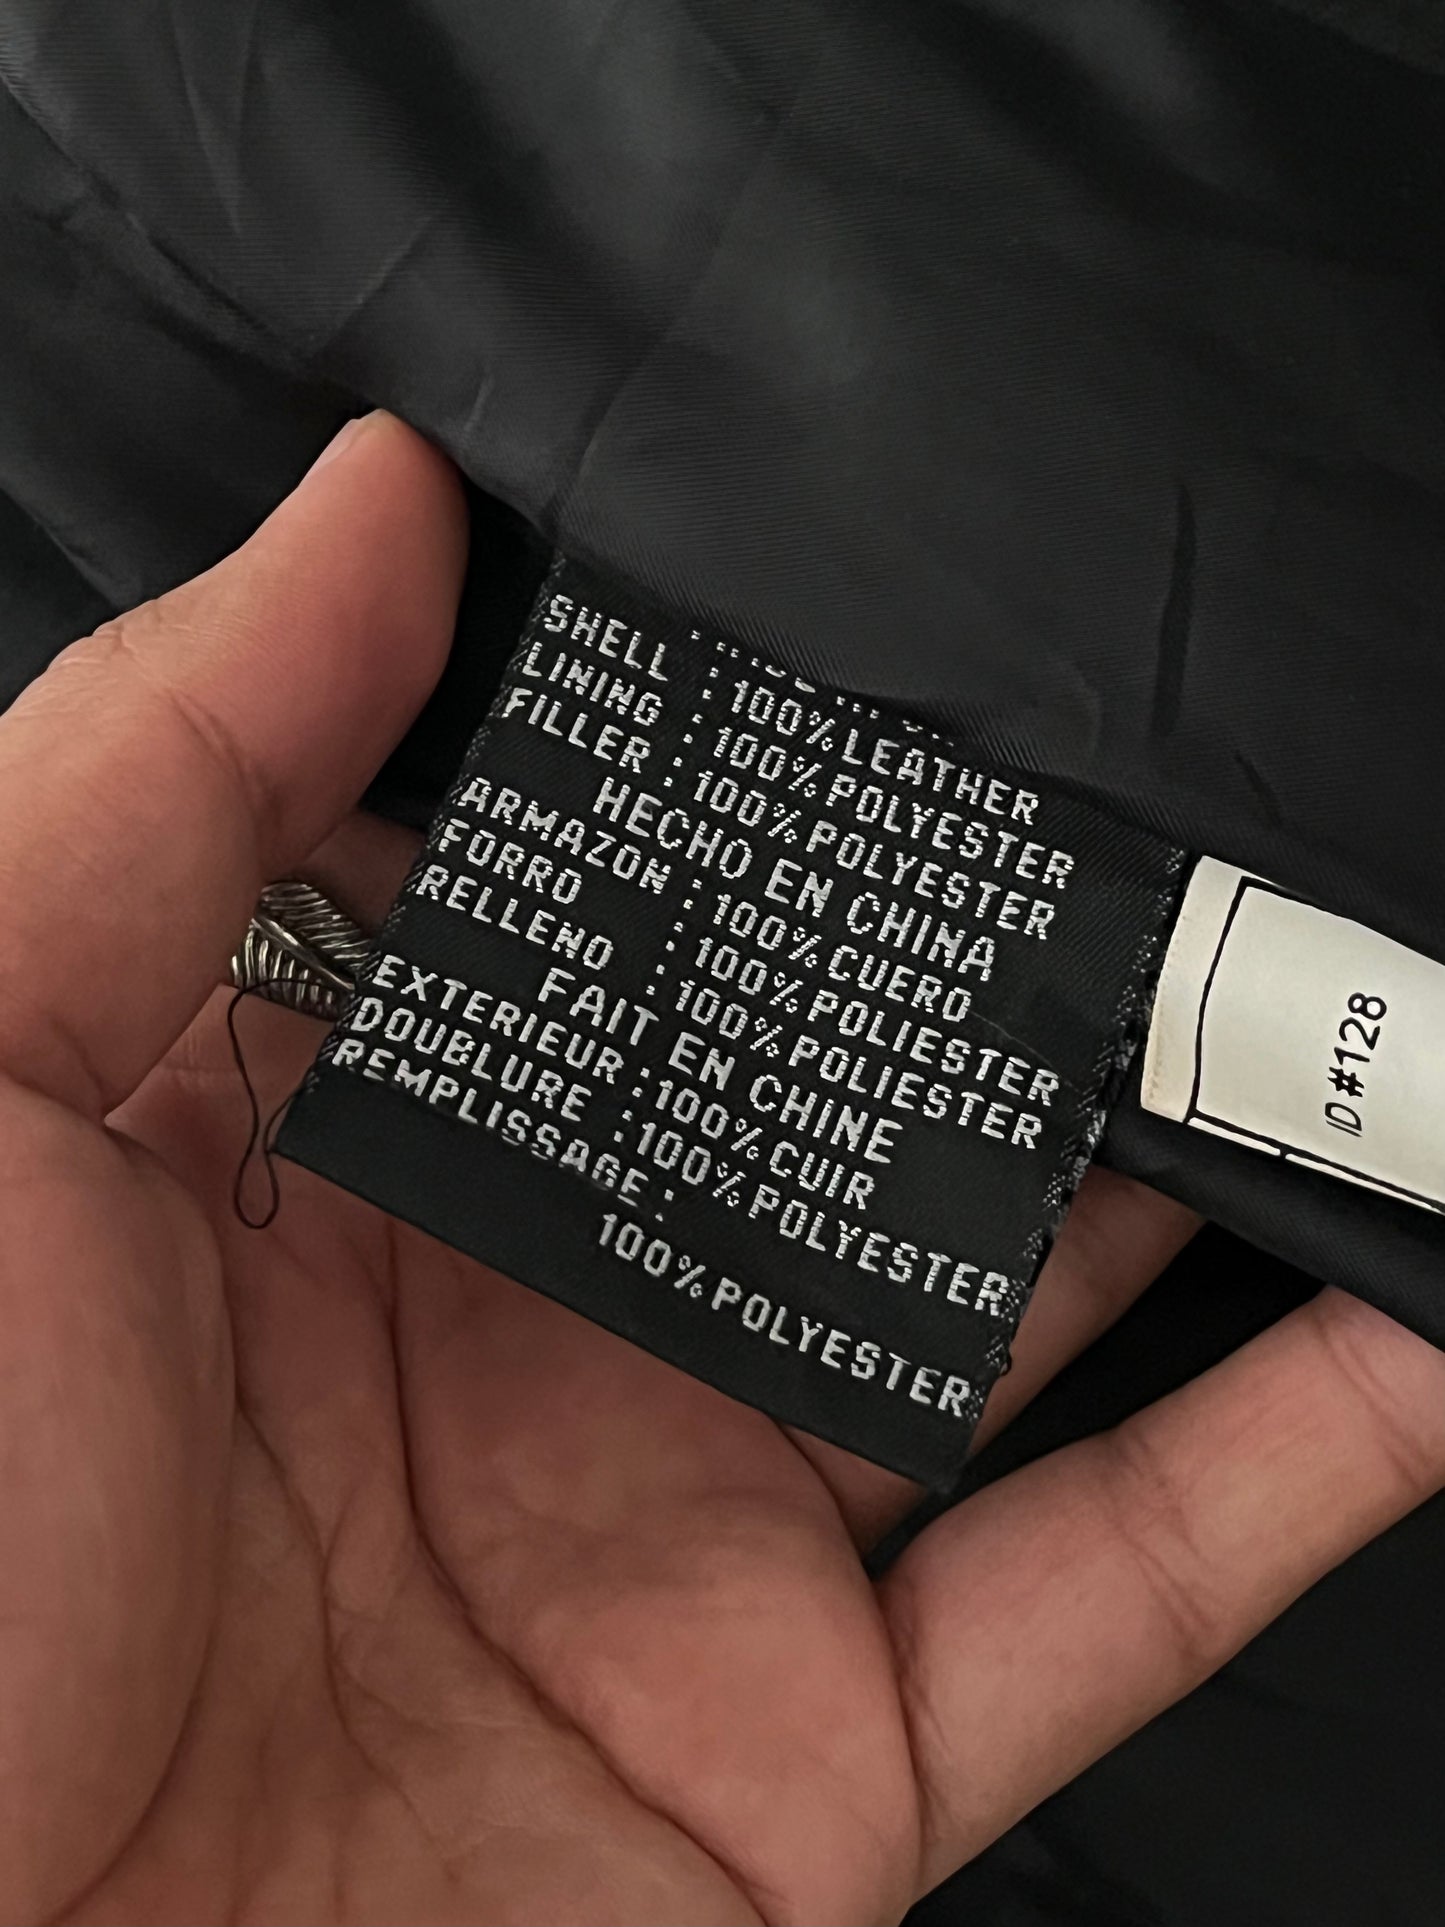 SHELL : 100% LEATHER
LINING : 100% POLYESTER
FILLER : 100% POLYESTER
HECHO EN CHINA
ARMAZON : 100% CUERO
FORRO : 100% POLIESTER
RELLENO : 100% POLIESTER
FAIT EN CHINE
EXTERIEUR : 100% CUIR
DOUBLURE : 100% POLYESTER
REMPLISSAGE :
100% POLYESTER
ID #128